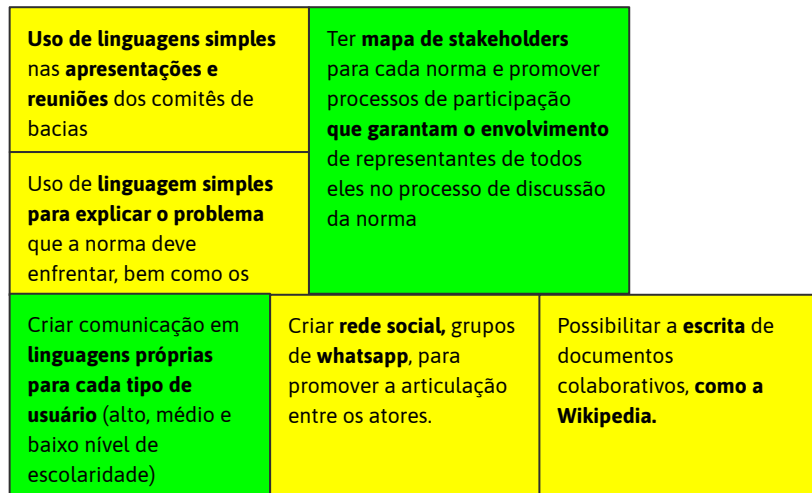 Uso de linguagens simples
nas apresentações e
reuniões dos comitês de
bacias
Ter mapa de stakeholders
para cada norma e promover
processos de participação
que garantam o envolvimento
de representantes de todos
eles no processo de discussão
da norma
Uso de linguagem simples
para explicar o problema
que a norma deve
enfrentar, bem como os
Criar comunicação em
linguagens próprias
para cada tipo de
usuário (alto, médio e
baixo nível de
escolaridade)
Criar rede social, grupos
de whatsapp, para
promover a articulação
entre os atores.
Possibilitar a escrita de
documentos
colaborativos, como a
Wikipedia.